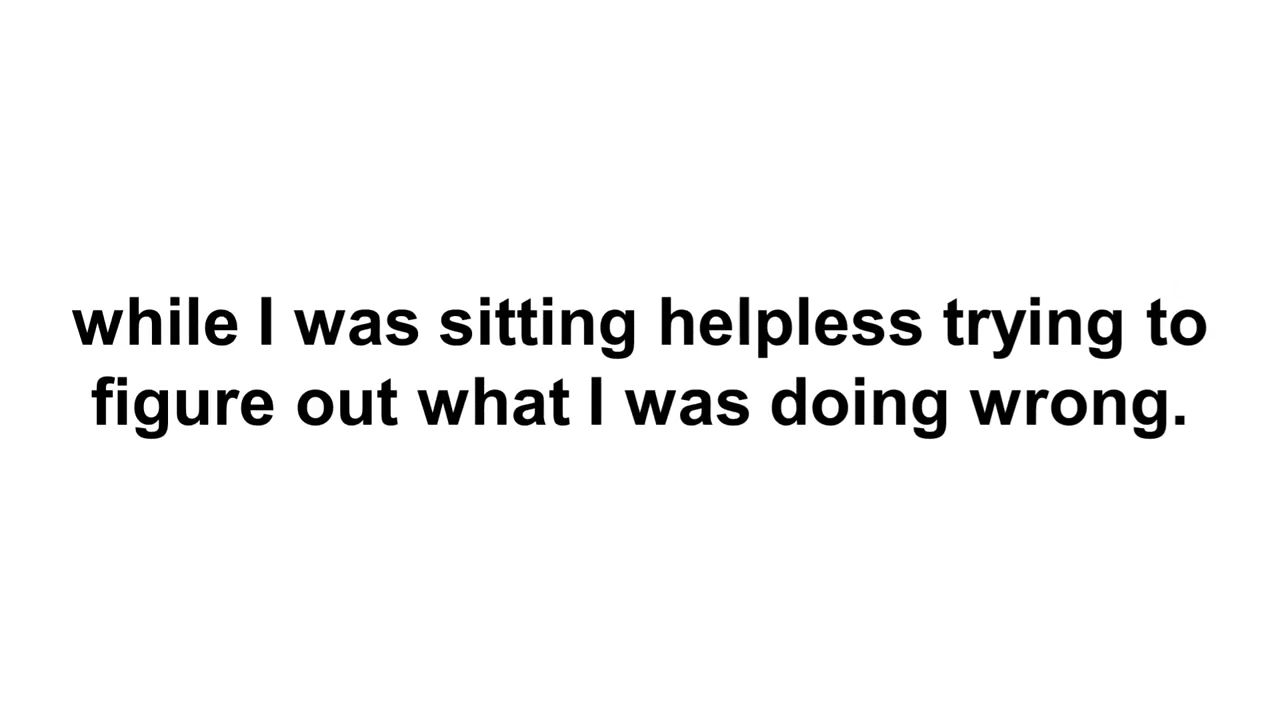 while I was sitting helpless trying to
figure out what I was doing wrong.